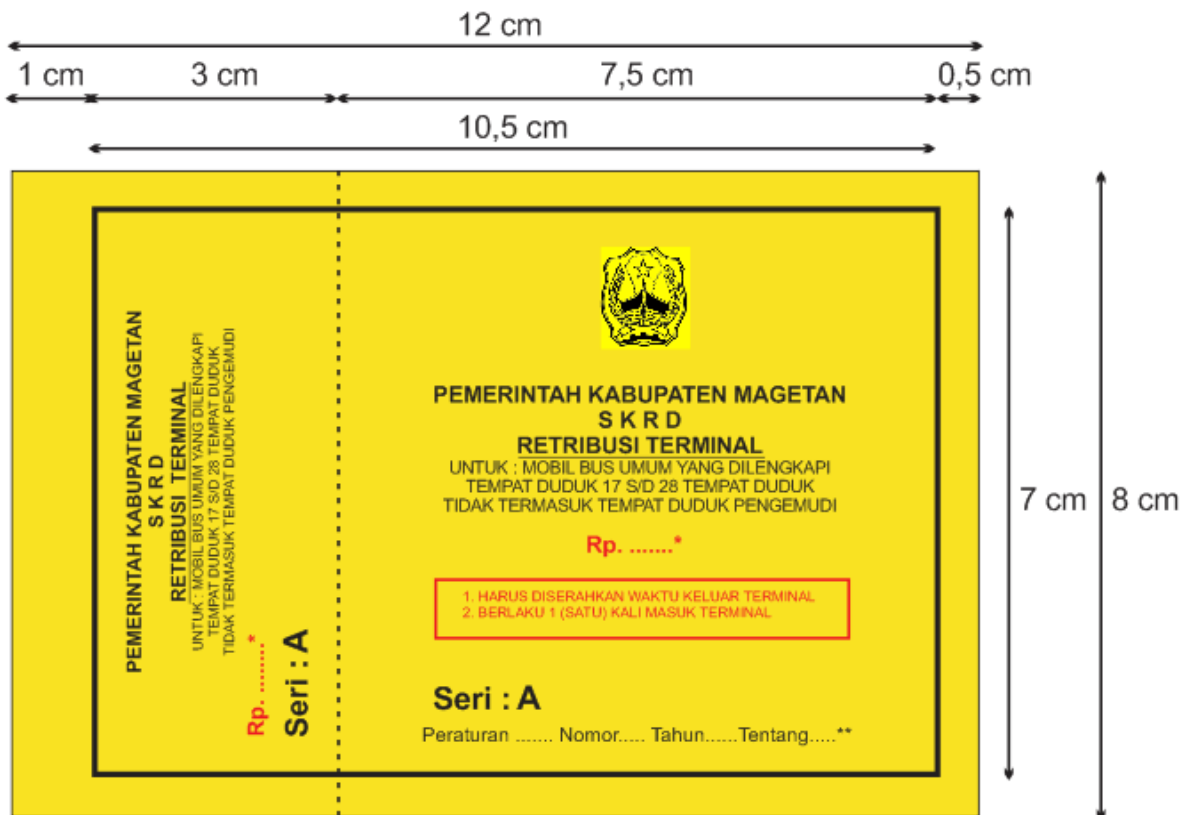 12 cm
1 cm
3 cm
7,5 cm
0,5 cm
10,5 cm
PEMERINTAH KABUPATEN MAGETAN
S K R D
RETRIBUSI TERMINAL
UNTUK : MOBIL BUS UMUM YANG DILENGKAPI
TEMPAT DUDUK 17 S/D 28 TEMPAT DUDUK
TIDAK TERMASUK TEMPAT DUDUK PENGEMUDI
Rp. ........*
Seri : A
PEMERINTAH KABUPATEN MAGETAN
S K R D
RETRIBUSI TERMINAL
UNTUK : MOBIL BUS UMUM YANG DILENGKAPI
TEMPAT DUDUK 17 S/D 28 TEMPAT DUDUK
TIDAK TERMASUK TEMPAT DUDUK PENGEMUDI
Rp. .......*
1. HARUS DISERAHKAN WAKTU KELUAR TERMINAL
2. BERLAKU 1 (SATU) KALI MASUK TERMINAL
Seri : A
Peraturan ....... Nomor..... Tahun......Tentang.....**
7 cm
8 cm